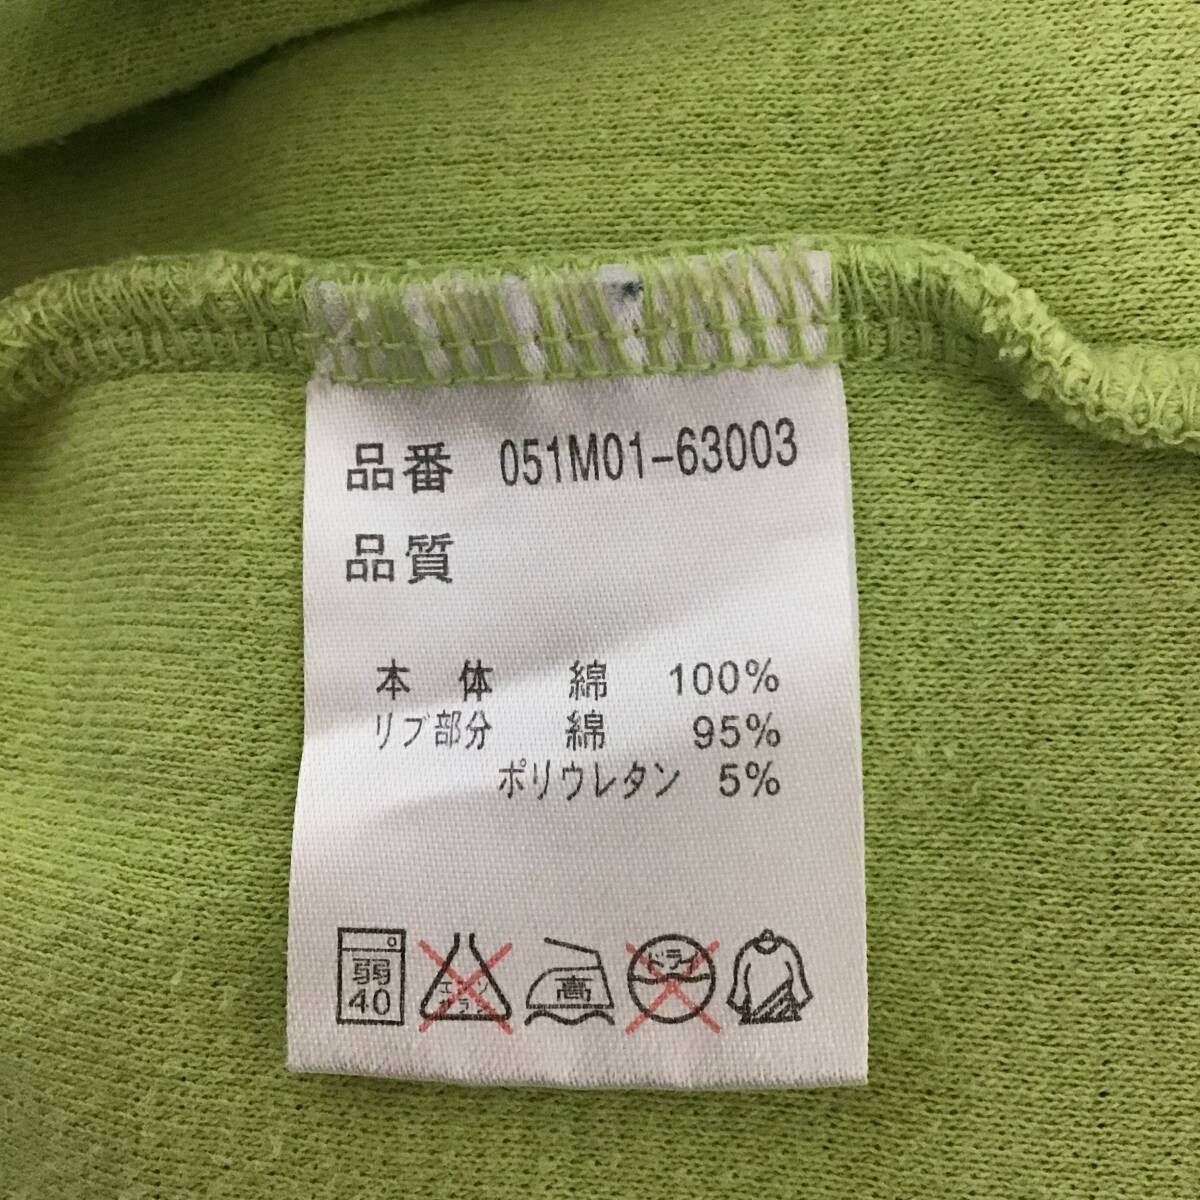 品番 051M01-63003
品質
本 体 綿 100%
リブ部分 綿 95%
ポリウレタン 5%
弱 エンソ 高 ドライ
40 サラシ